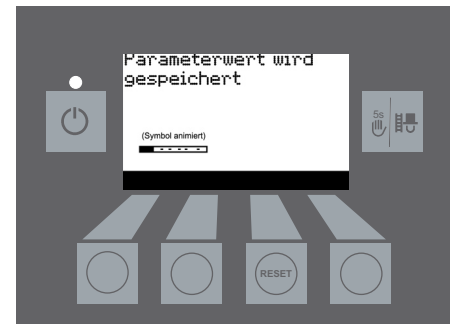 Parameterwert wird
gespeichert
5s
(Symbol animiert)
RESET